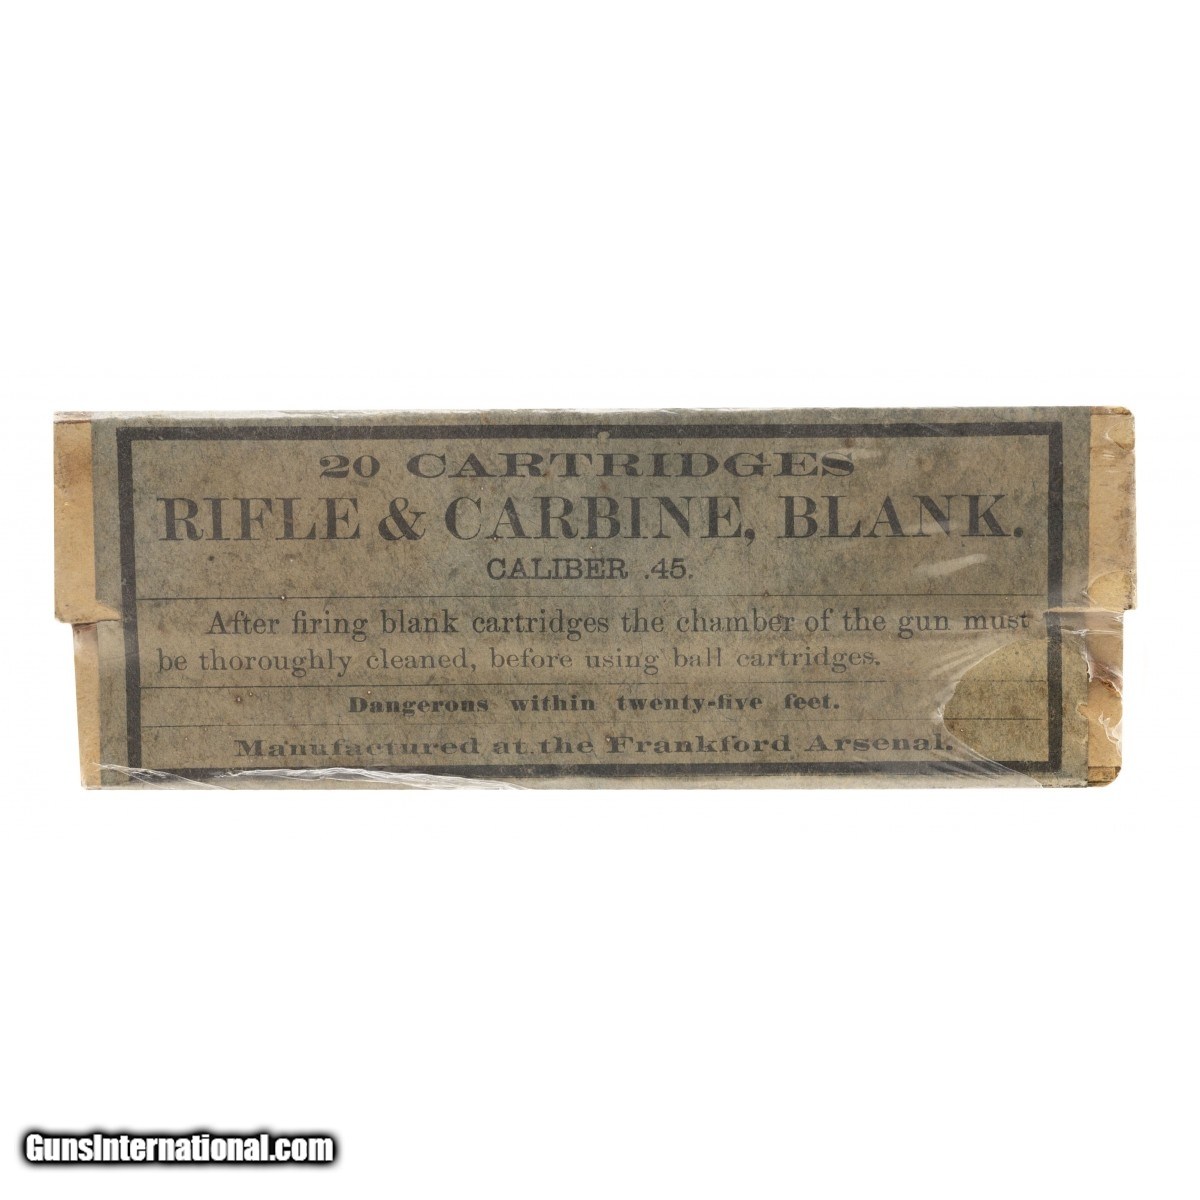 20 CARTRIDGES
RIFLE & CARBINE, BLANK.
CALIBER .45.
After firing blank cartridges the chamber of the gun must
be thoroughly cleaned, before using ball cartridges.
Dangerous within twenty-five feet.
Manufactured at the Frankford Arsenal.
GunsInternational.com